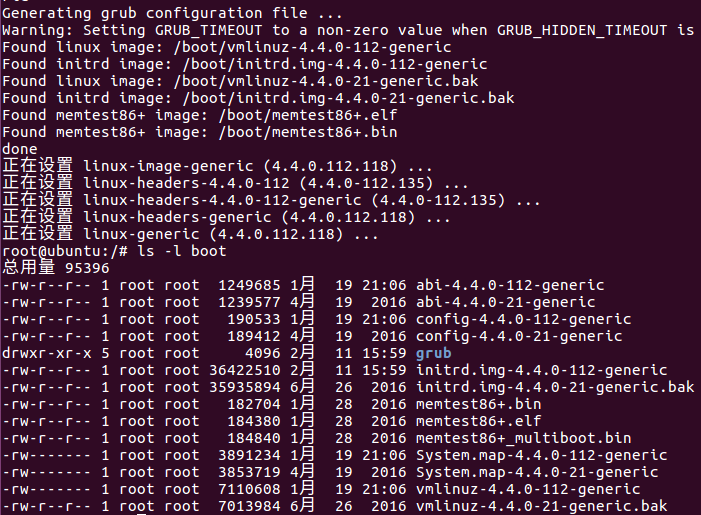 Generating grub configuration file ...
Warning: Setting GRUB_TIMEOUT to a non-zero value when GRUB_HIDDEN_TIMEOUT is
Found linux image: /boot/vmlinuz-4.4.0-112-generic
Found initrd image: /boot/initrd.img-4.4.0-112-generic
Found linux image: /boot/vmlinuz-4.4.0-21-generic.bak
Found initrd image: /boot/initrd.img-4.4.0-21-generic.bak
Found memtest86+ image: /boot/memtest86+.elf
Found memtest86+ image: /boot/memtest86+.bin
done
正在设置 linux-image-generic (4.4.0.112.118) ...
正在设置 linux-headers-4.4.0-112 (4.4.0-112.135) ...
正在设置 linux-headers-4.4.0-112-generic (4.4.0-112.135) ...
正在设置 linux-headers-generic (4.4.0.112.118) ...
正在设置 linux-generic (4.4.0.112.118) ...
root@ubuntu:/# ls -l boot
总用量 95396
-rw-r--r-- 1 root root  1249685 1月  19 21:06 abi-4.4.0-112-generic
-rw-r--r-- 1 root root  1239577 4月  19  2016 abi-4.4.0-21-generic
-rw-r--r-- 1 root root   190533 1月  19 21:06 config-4.4.0-112-generic
-rw-r--r-- 1 root root   189412 4月  19  2016 config-4.4.0-21-generic
drwxr-xr-x 5 root root     4096 2月  11 15:59 grub
-rw-r--r-- 1 root root 36422510 2月  11 15:59 initrd.img-4.4.0-112-generic
-rw-r--r-- 1 root root 35935894 6月  26  2016 initrd.img-4.4.0-21-generic.bak
-rw-r--r-- 1 root root   182704 1月  28  2016 memtest86+.bin
-rw-r--r-- 1 root root   184380 1月  28  2016 memtest86+.elf
-rw-r--r-- 1 root root   184840 1月  28  2016 memtest86+_multiboot.bin
-rw------- 1 root root  3891234 1月  19 21:06 System.map-4.4.0-112-generic
-rw------- 1 root root  3853719 4月  19  2016 System.map-4.4.0-21-generic
-rw------- 1 root root  7110608 1月  19 21:06 vmlinuz-4.4.0-112-generic
-rw------- 1 root root  7013984 6月  26  2016 vmlinuz-4.4.0-21-generic.bak